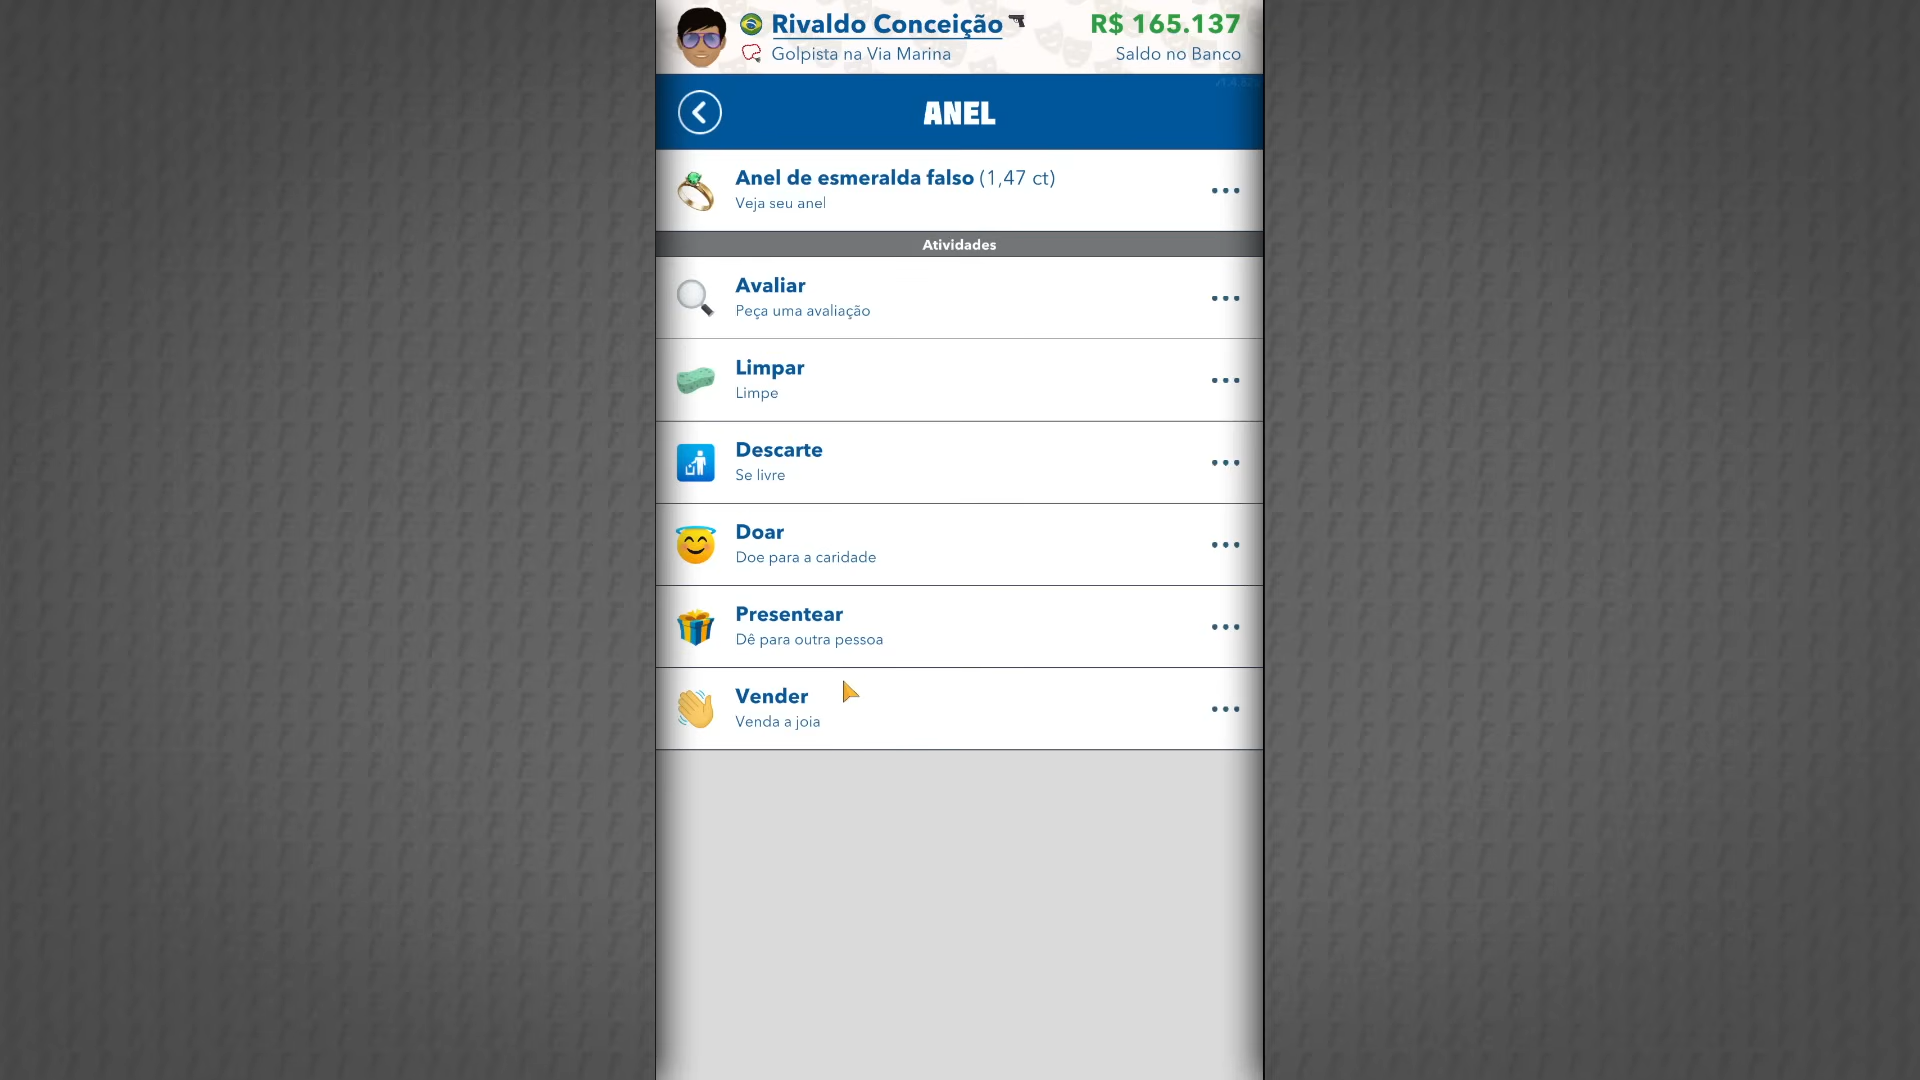 Rivaldo Conceição
R$ 165.137
Golpista na Via Marina
Saldo no Banco
ANEL
Anel de esmeralda falso (1,47 ct)
Veja seu anel
Atividades
Avaliar
Peça uma avaliação
Limpar
Limpe
Descarte
Se livre
Doar
Doe para a caridade
Presentear
Dê para outra pessoa
Vender
Venda a joia